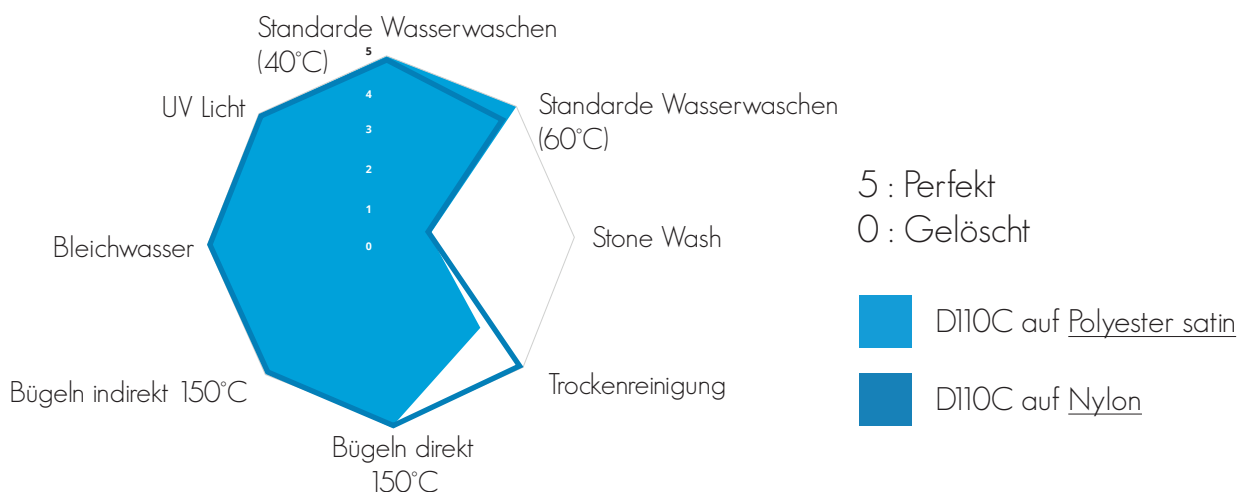 Standarde Wasserwaschen
(40°C)
5
4
3
2
1
0
Standarde Wasserwaschen
(60°C)
Stone Wash
Trockenreinigung
Bügeln direkt
150°C
Bügeln indirekt 150°C
Bleichwasser
UV Licht
5 : Perfekt
0 : Gelöscht
D110C auf Polyester satin
D110C auf Nylon